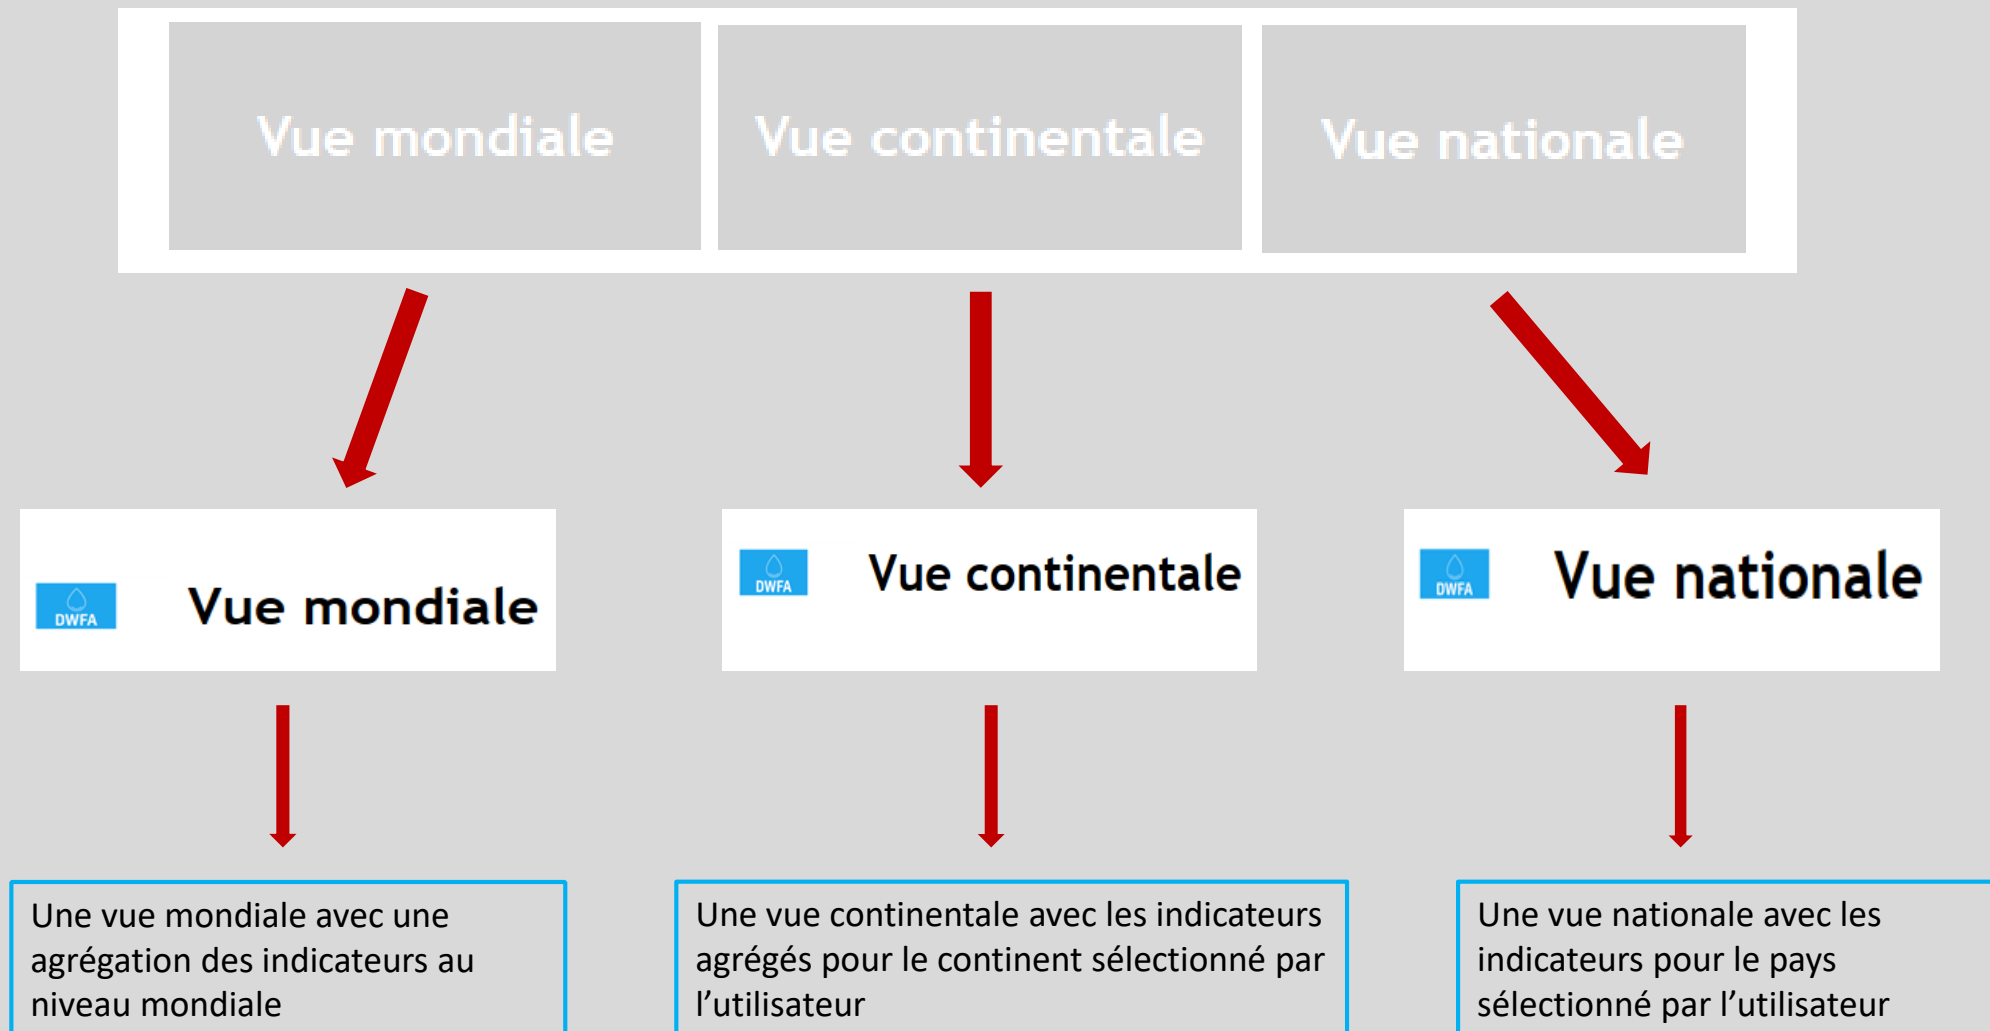 Vue mondiale
Vue continentale
Vue nationale
DWFA
Vue mondiale
DWFA
Vue continentale
DWFA
Vue nationale
Une vue mondiale avec une
agrégation des indicateurs au
niveau mondiale
Une vue continentale avec les indicateurs
agrégés pour le continent sélectionné par
l’utilisateur
Une vue nationale avec les
indicateurs pour le pays
sélectionné par l’utilisateur